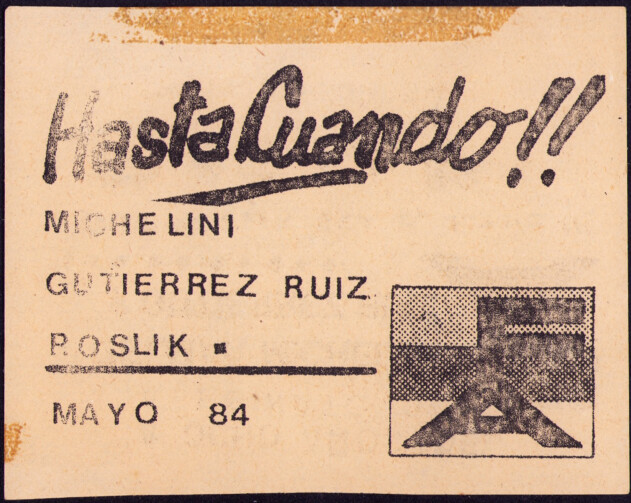 Hasta Cuando!!
MICHELINI
GUTIERREZ RUIZ
ROSLIK.
MAYO 84